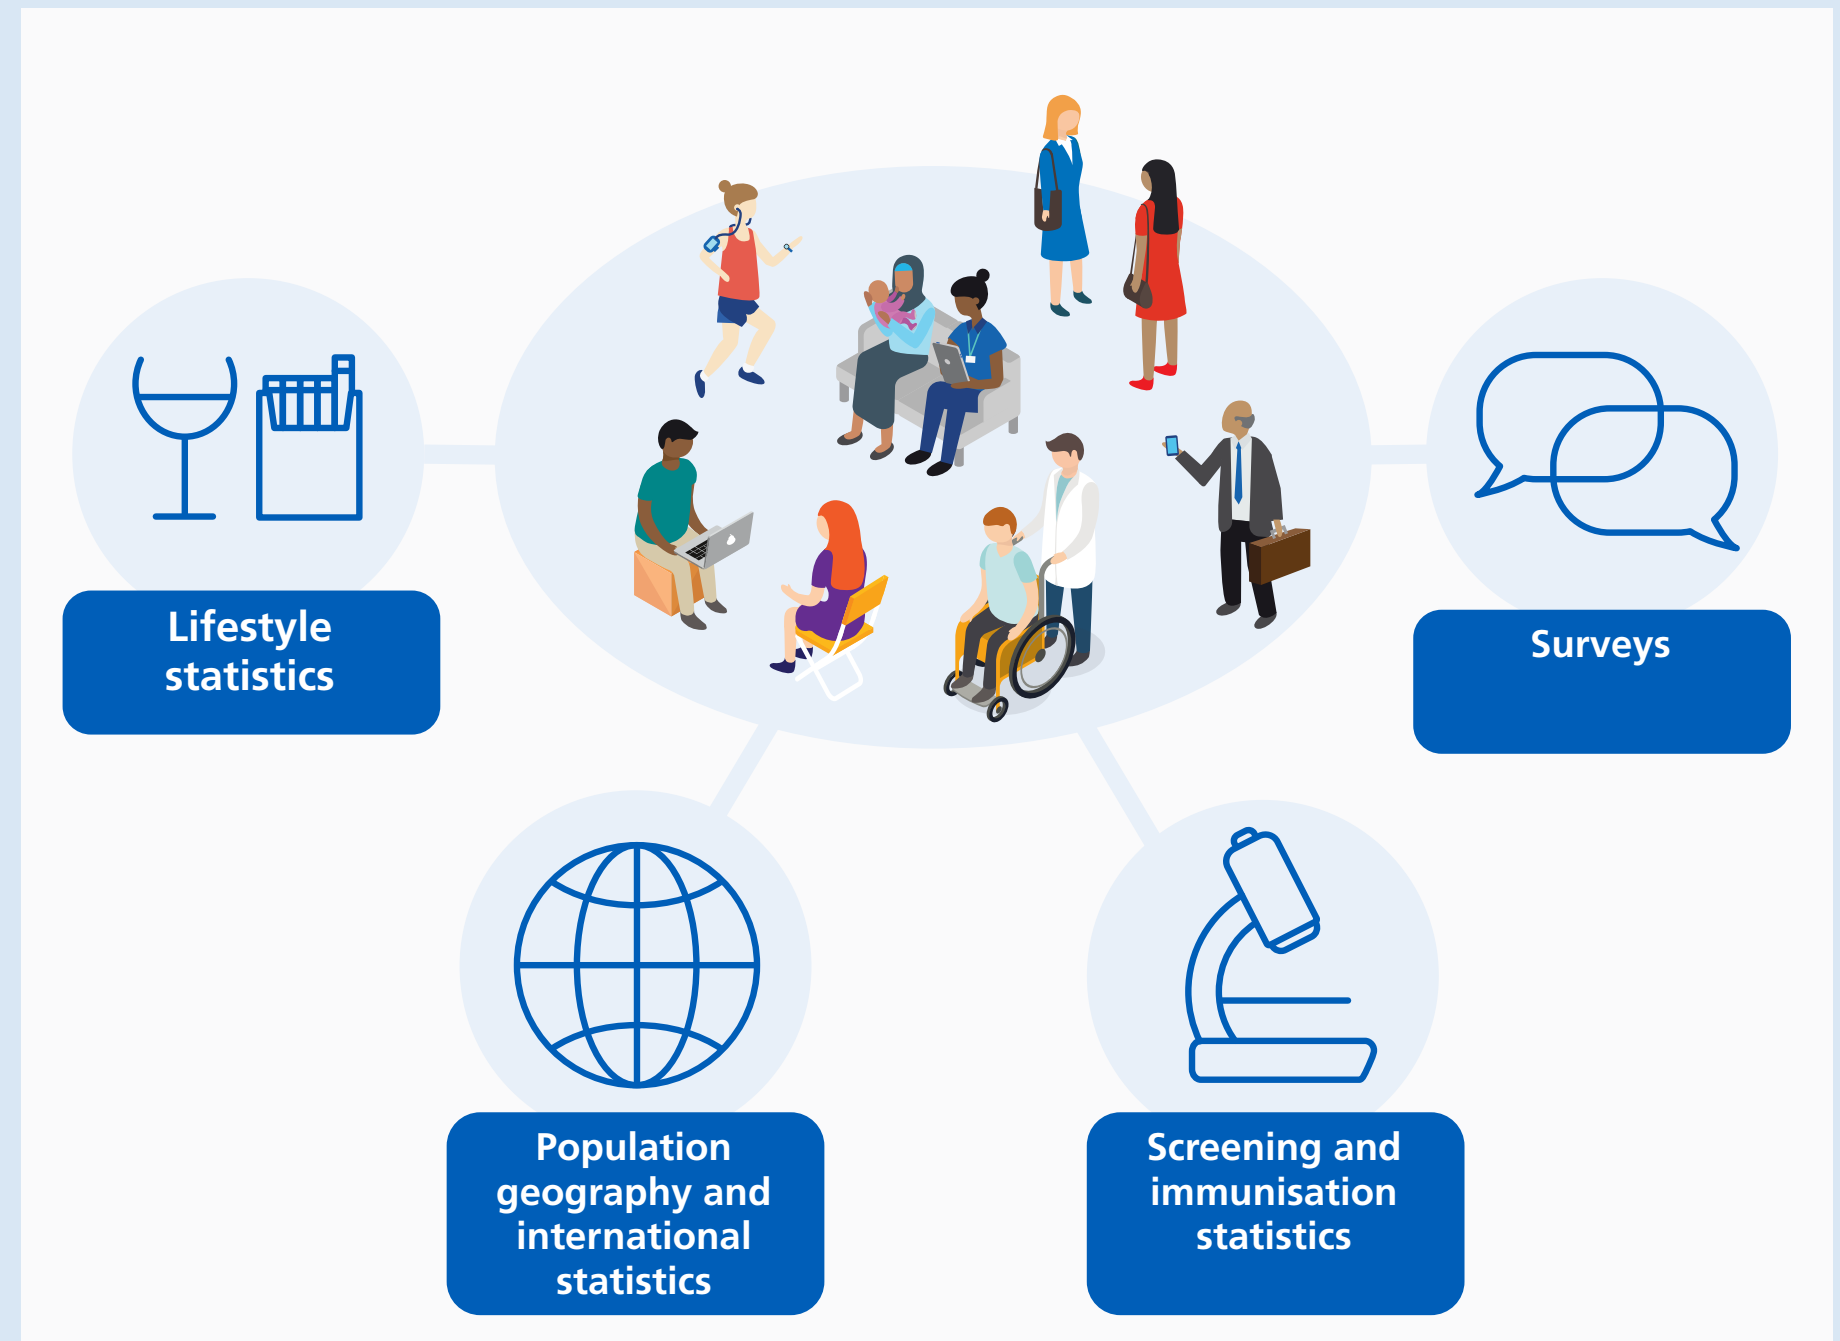 Lifestyle
statistics
Surveys
Population
geography and
international
statistics
Screening and
immunisation
statistics